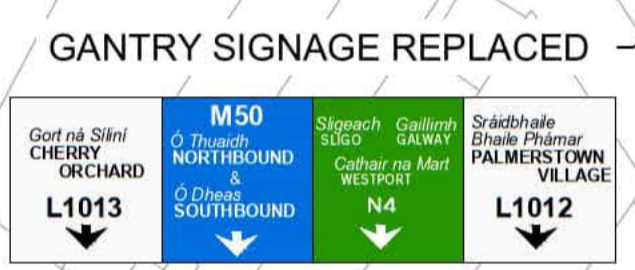 GANTRY SIGNAGE REPLACED
Gort ná Síliní
CHERRY
ORCHARD
L1013
M50
Ó Thuaidh
NORTHBOUND
&
Ó Dheas
SOUTHBOUND
Sligeach Gaillimh
SLIGO GALWAY
Cathair na Mart
WESTPORT
N4
Sráidbhaile
Bhaile Phámar
PALMERSTOWN
VILLAGE
L1012